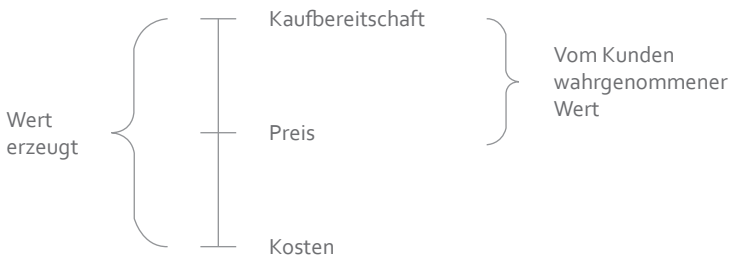 Kaufbereitschaft
Vom Kunden
wahrgenommener
Wert
Wert
erzeugt
Preis
Kosten